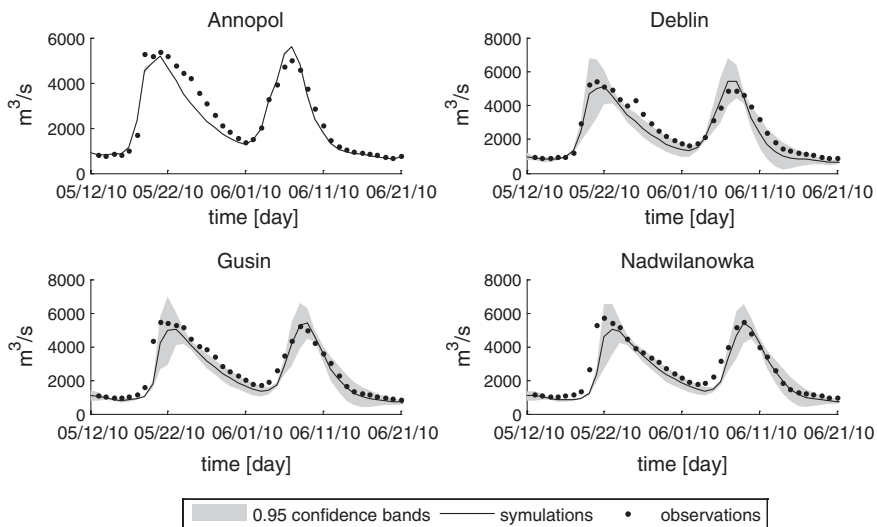 Annopol
6000
4000
2000
0
m³/s
05/12/10 05/22/10 06/01/10 06/11/10 06/21/10
time [day]
Deblin
8000
6000
4000
2000
0
m³/s
05/12/10 05/22/10 06/01/10 06/11/10 06/21/10
time [day]
Gusin
8000
6000
4000
2000
0
m³/s
05/12/10 05/22/10 06/01/10 06/11/10 06/21/10
time [day]
Nadwilanowka
8000
6000
4000
2000
0
m³/s
05/12/10 05/22/10 06/01/10 06/11/10 06/21/10
time [day]
0.95 confidence bands symulations observations